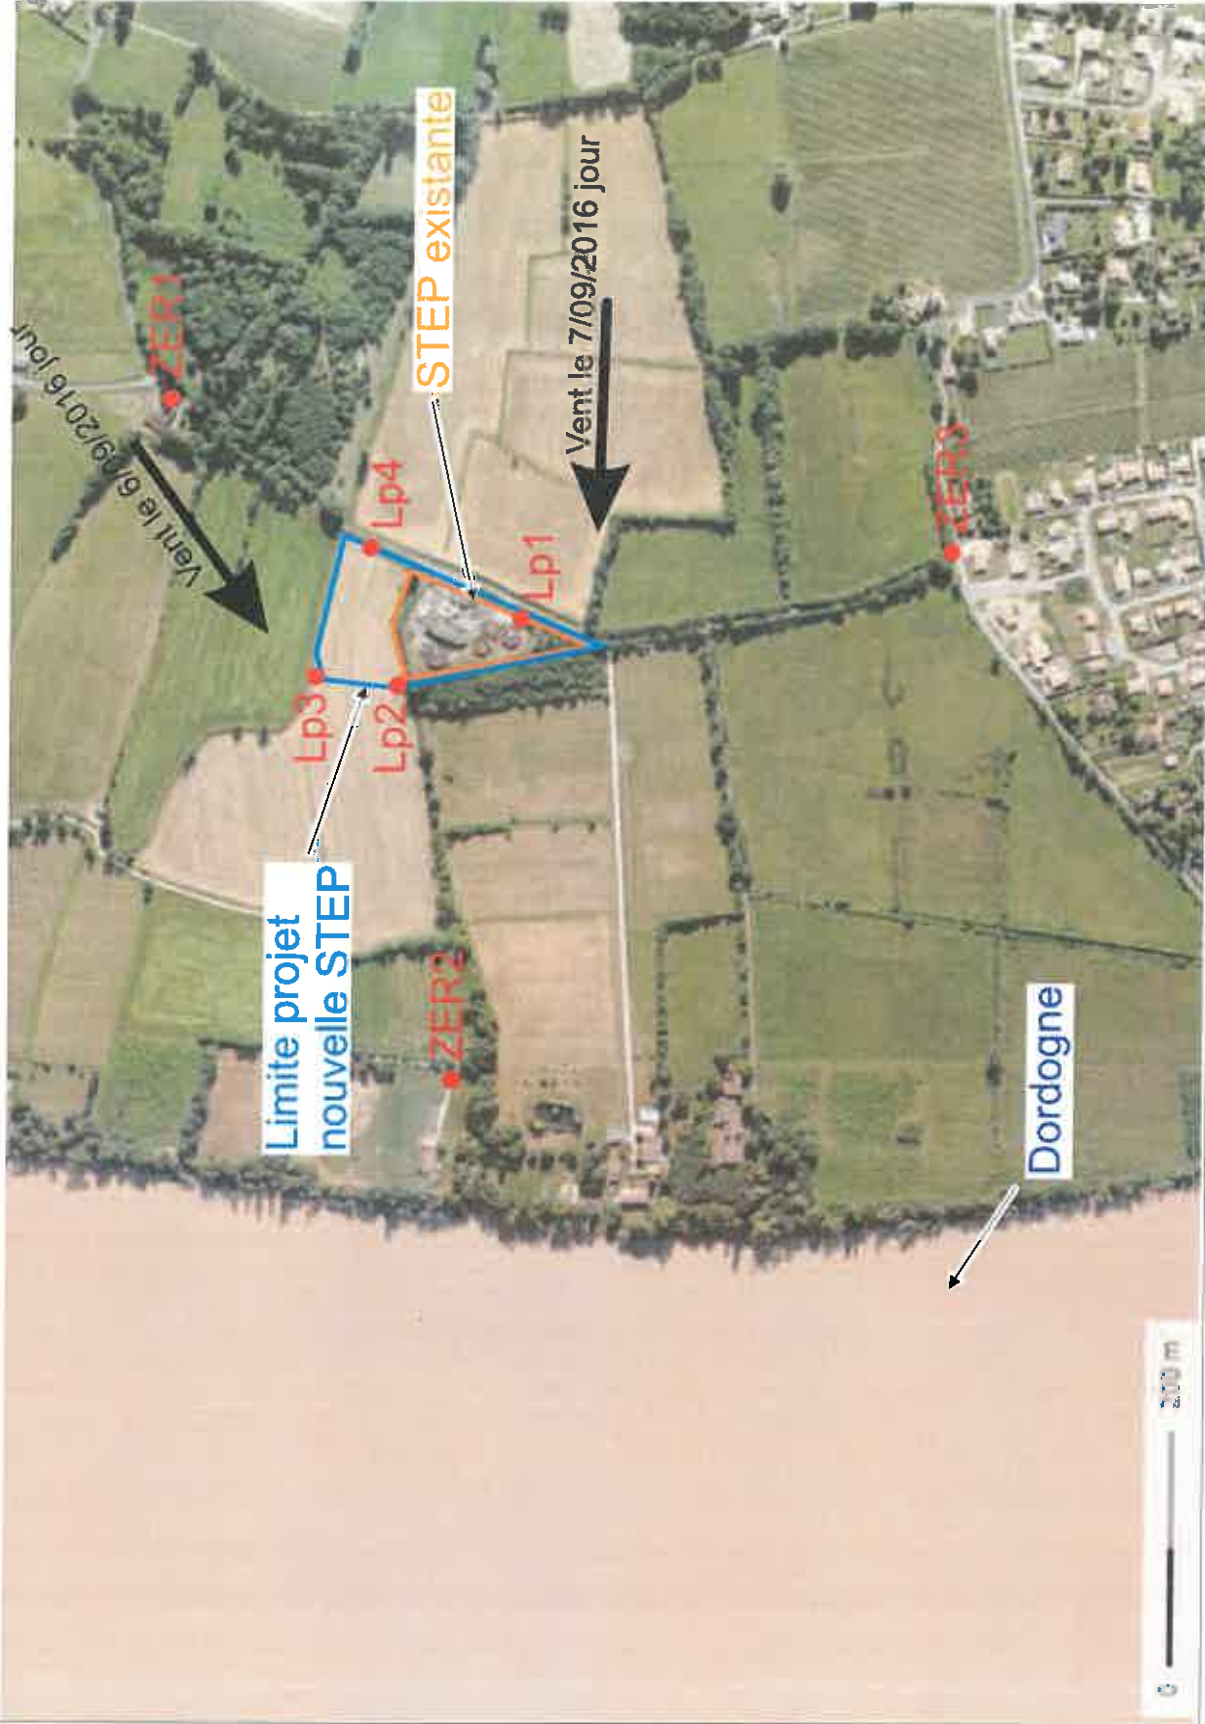 Vent le 6/09/2016 jour
ZER1
STEP existante
Vent le 7/09/2016 jour
Lp4
Lp1
Lp3
Lp2
ZER3
Limite projet
nouvelle STEP
ZER2
Dordogne
0